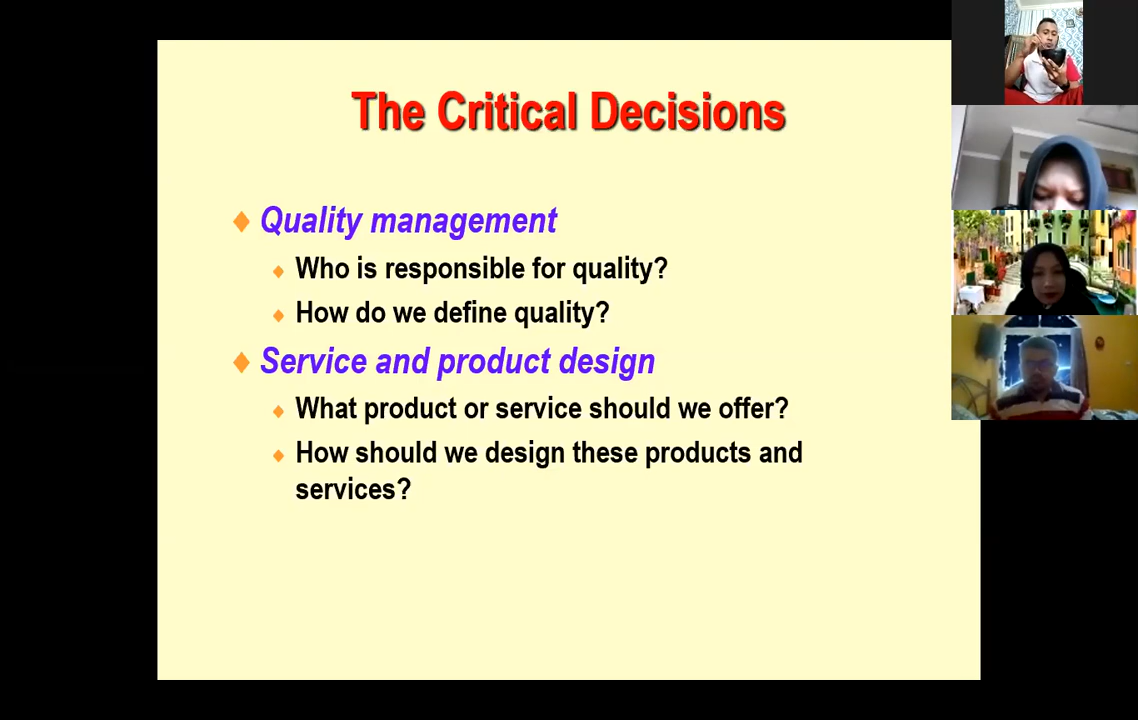 The Critical Decisions
Quality management
Who is responsible for quality?
How do we define quality?
Service and product design
What product or service should we offer?
How should we design these products and
services?